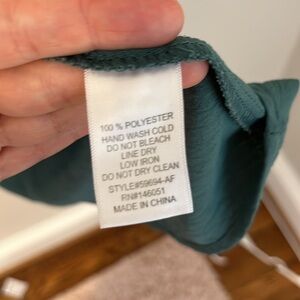 100 % POLYESTER
HAND WASH COLD
DO NOT BLEACH
LINE DRY
LOW IRON
DO NOT DRY CLEAN
STYLE#59694-AF
RN#146051
MADE IN CHINA